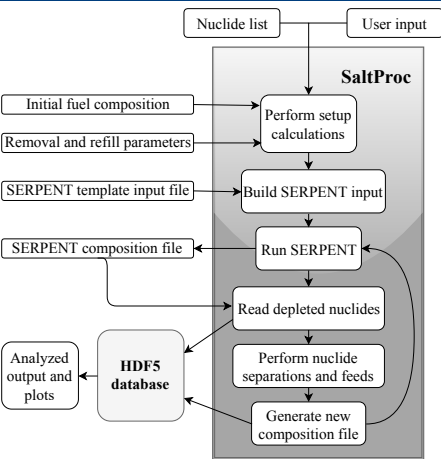 Nuclide list
User input
SaltProc
Initial fuel composition
Perform setup
calculations
Removal and refill parameters
SERPENT template input file
Build SERPENT input
SERPENT composition file
Run SERPENT
Read depleted nuclides
Analyzed
output and
plots
HDF5
database
Perform nuclide
separations and feeds
Generate new
composition file